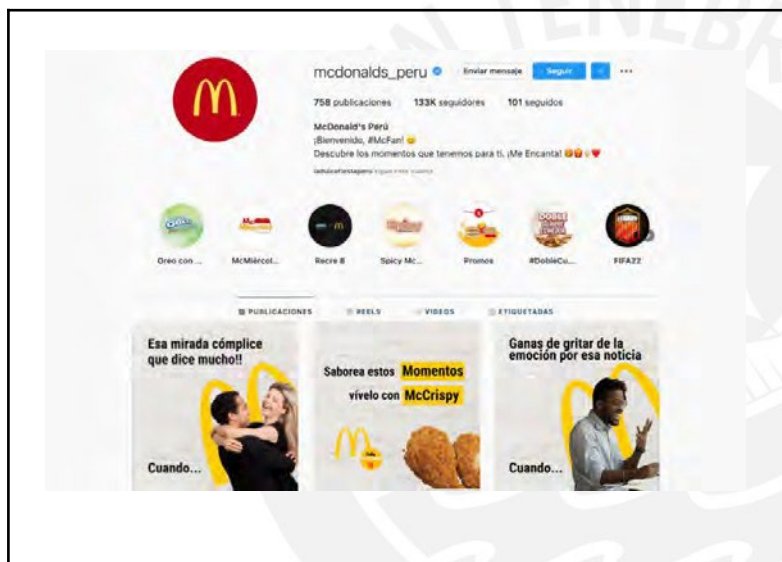 EN TENEBR
mcdonalds_peru Enviar mensaje Seguir
758 publicaciones 133K seguidores 101 seguidos
McDonald's Perú
¡Bienvenido, #McFan!
Descubre los momentos que tenemos para ti. ¡Me Encanta!
Oreo con ... McMiércol... Recre 8 Spicy Mc... Promos #DobleCu... FIFA22
PUBLICACIONES REELS VIDEOS ETIQUETADAS
Esa mirada cómplice
que dice mucho!!
Cuando...
Saborea estos Momentos
vívelo con McCrispy
Ganas de gritar de la
emoción por esa noticia
Cuando...